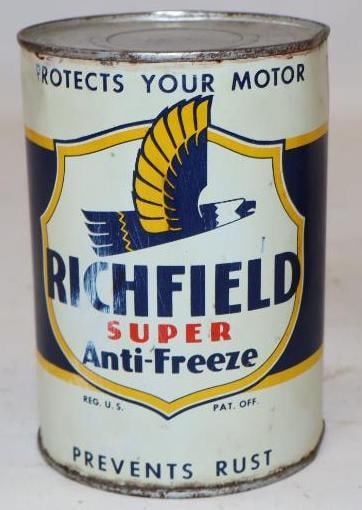 PROTECTS YOUR MOTOR
RICHFIELD
SUPER
Anti-Freeze
REG. U.S. PAT. OFF.
PREVENTS RUST